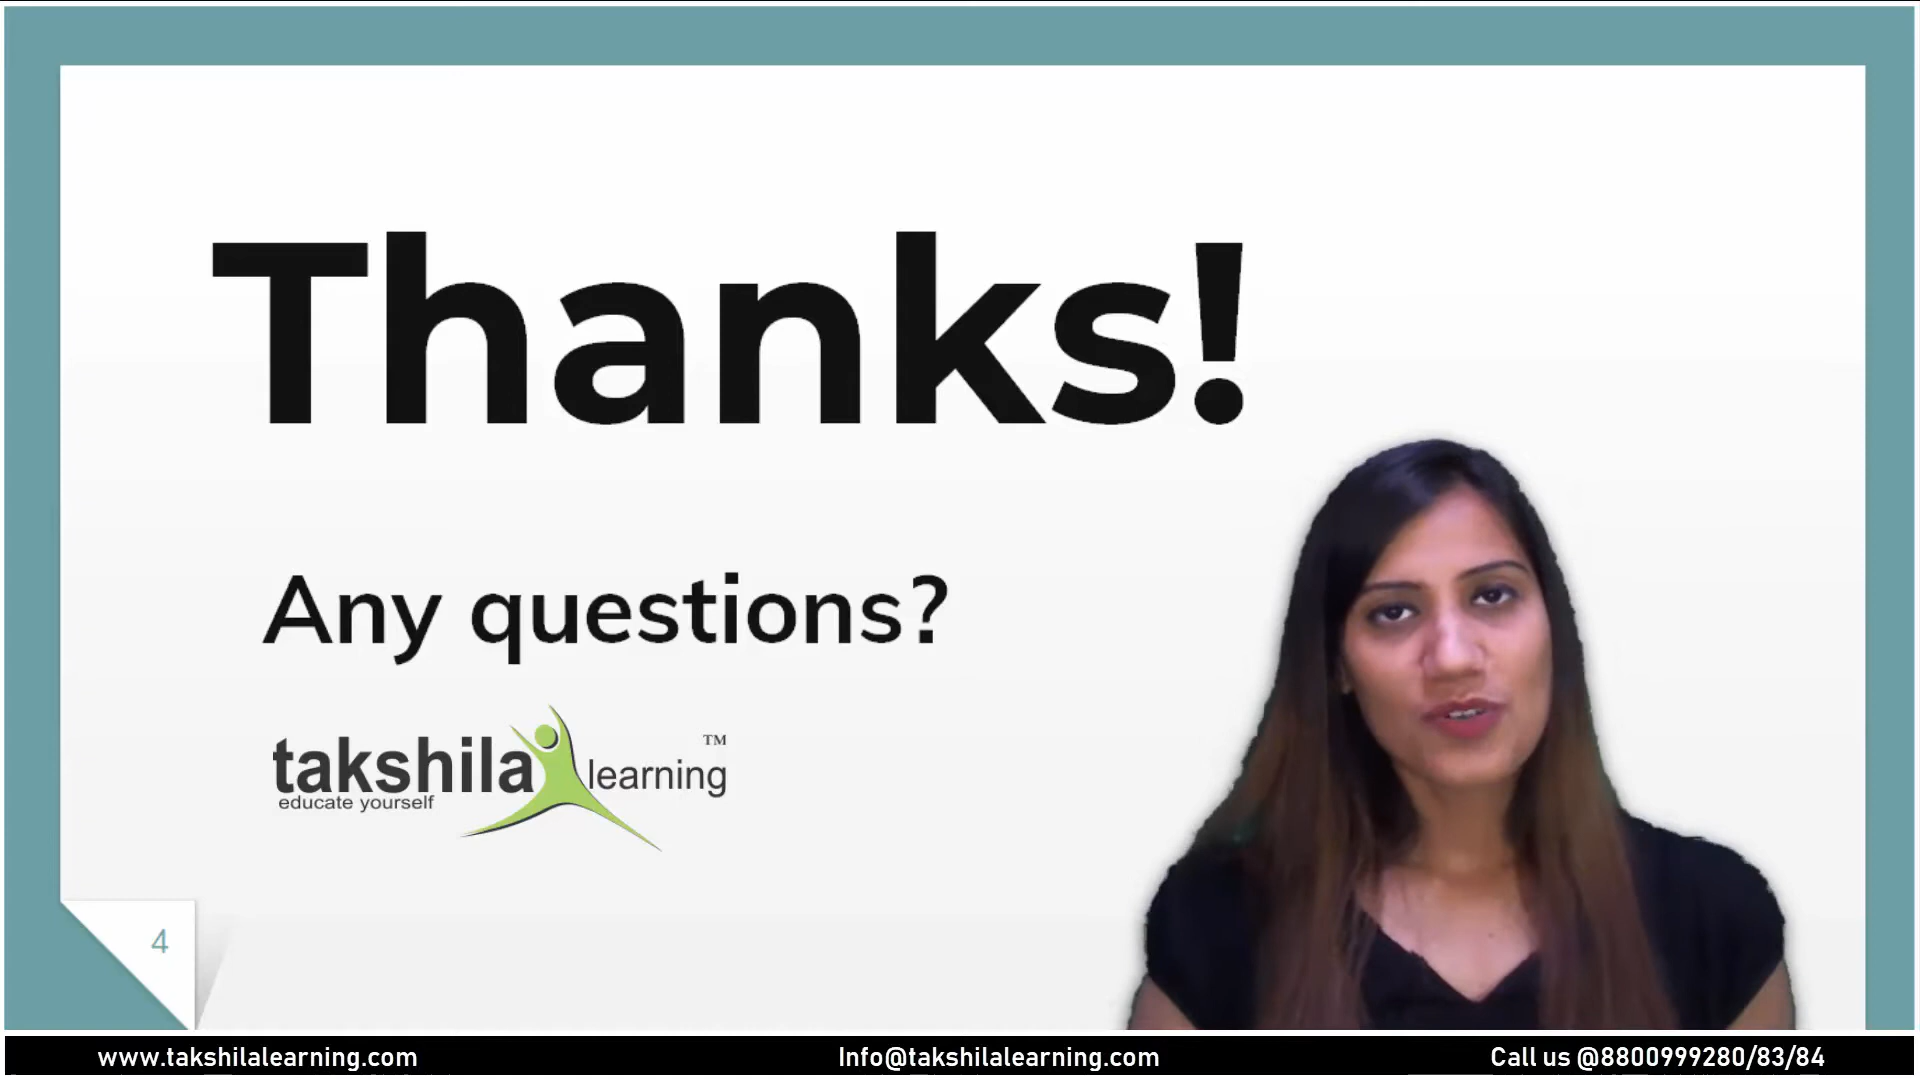 Thanks!
Any questions?
takshila learning TM
educate yourself
4
www.takshilalearning.com
Info@takshilalearning.com
Call us @8800999280/83/84